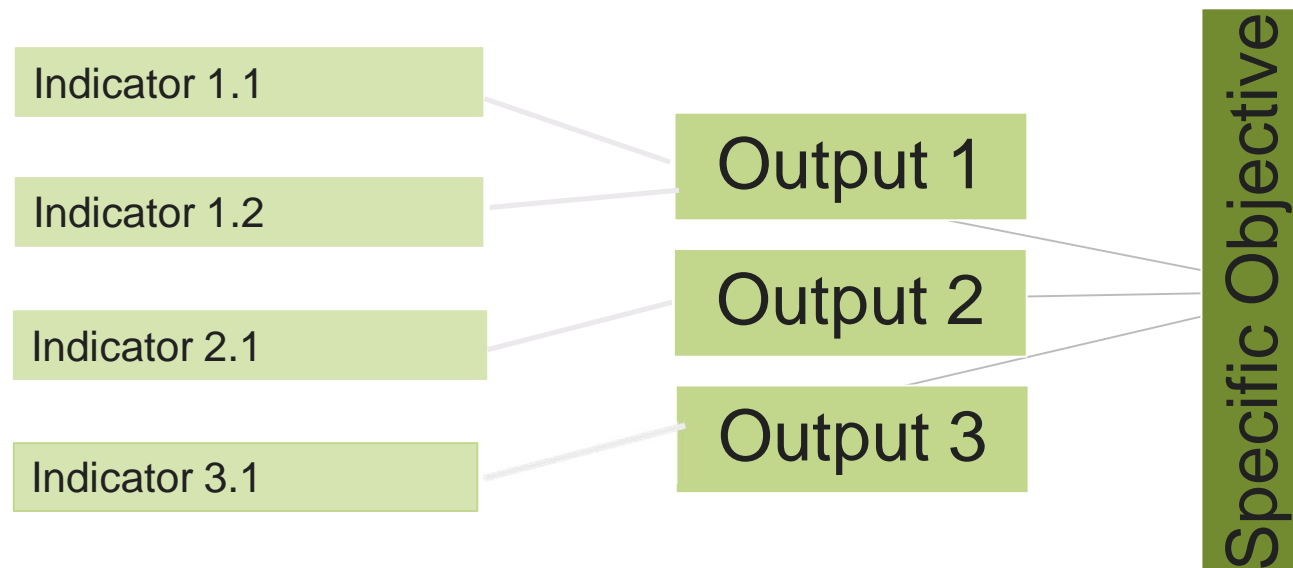 Indicator 1.1
Indicator 1.2
Indicator 2.1
Indicator 3.1
Output 1
Output 2
Output 3
Specific Objective